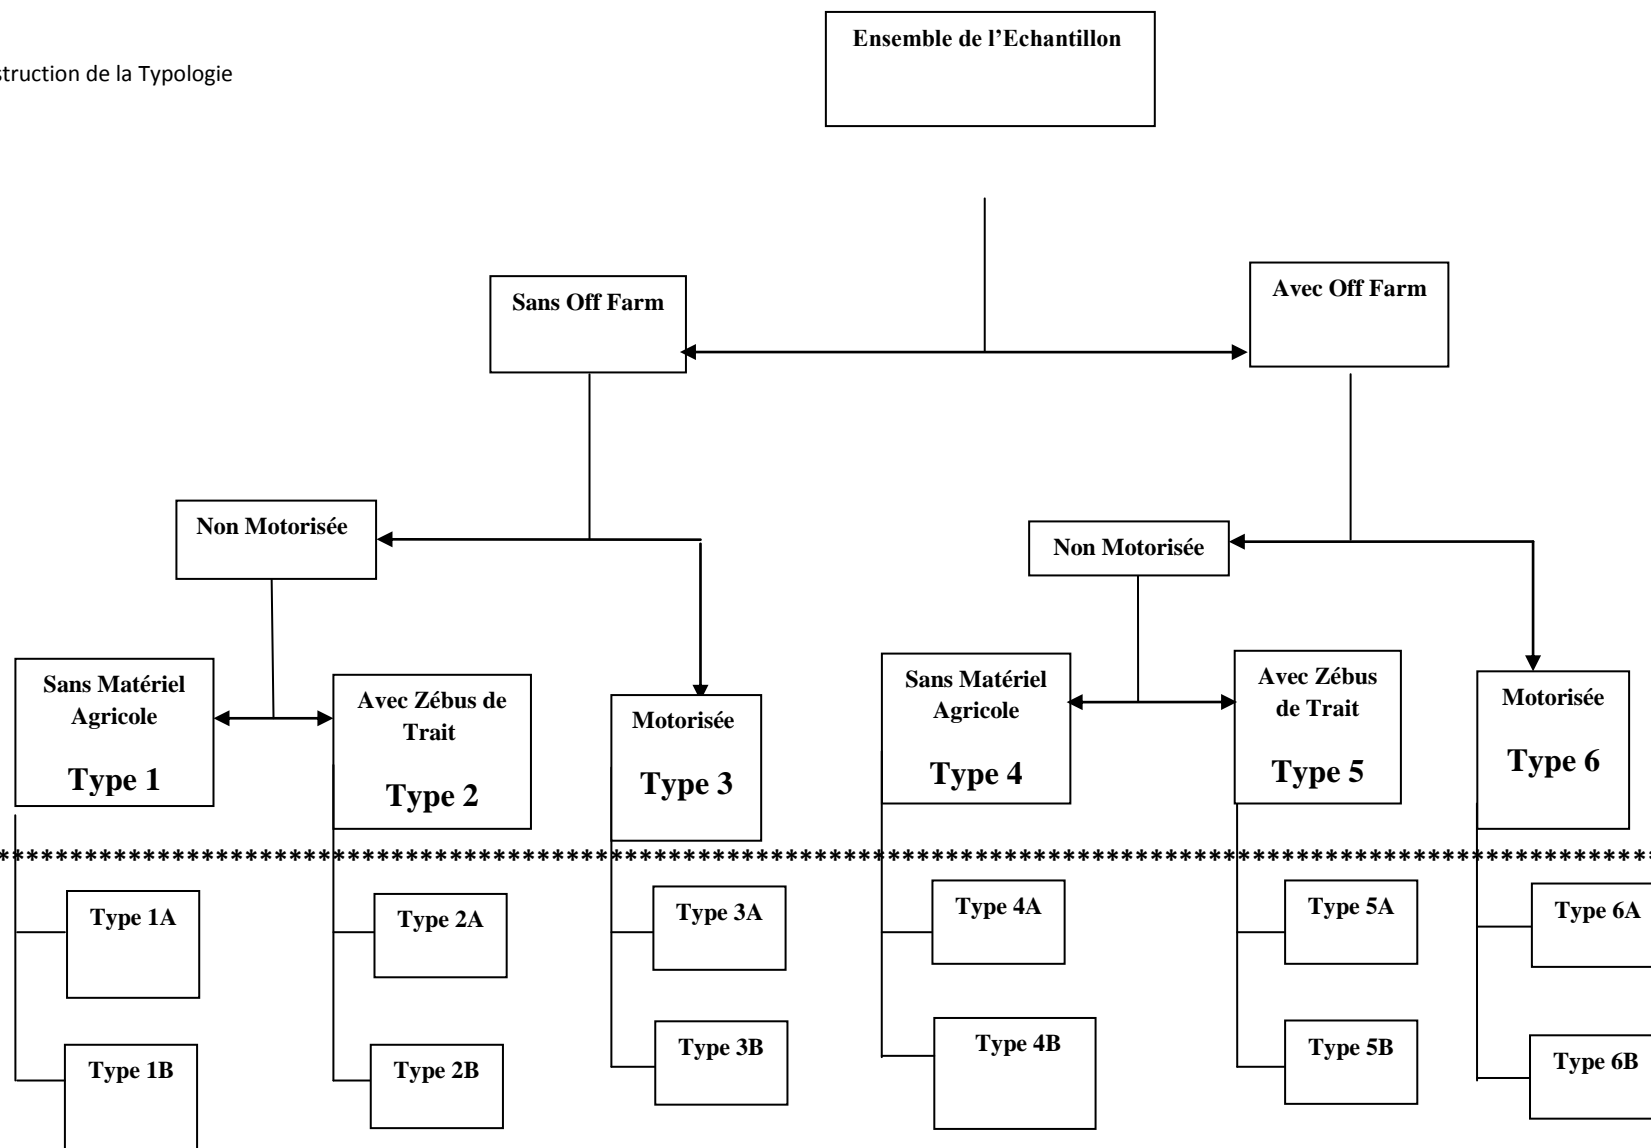 Ensemble de l'Echantillon
struction de la Typologie
Sans Off Farm
Avec Off Farm
Non Motorisée
Non Motorisée
Sans Matériel
Agricole
Type 1
Avec Zébus de
Trait
Type 2
Motorisée
Type 3
Sans Matériel
Agricole
Type 4
Avec Zébus
de Trait
Type 5
Motorisée
Type 6
Type 1A
Type 2A
Type 3A
Type 4A
Type 5A
Type 6A
Type 1B
Type 2B
Type 3B
Type 4B
Type 5B
Type 6B